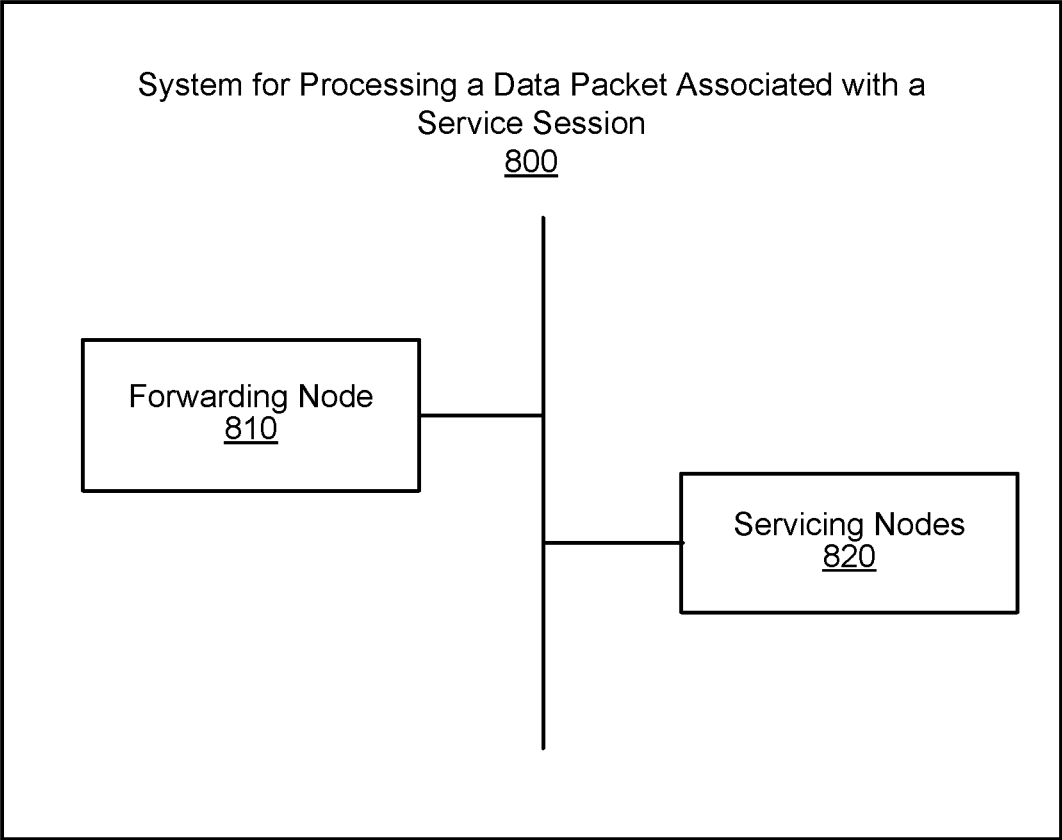 System for Processing a Data Packet Associated with a
Service Session
800
Forwarding Node
810
Servicing Nodes
820